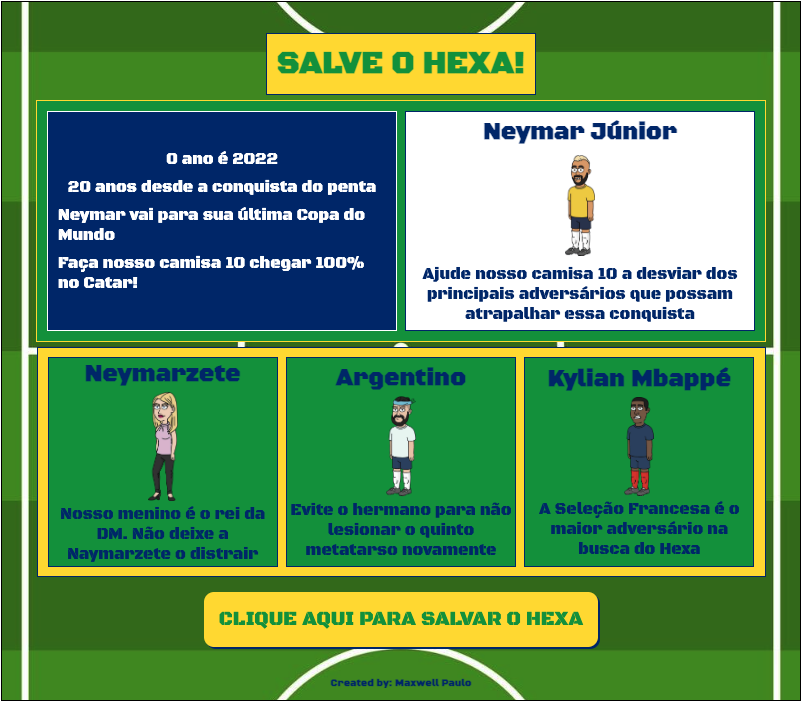 SALVE O HEXA!
O ano é 2022
20 anos desde a conquista do penta
Neymar vai para sua última Copa do
Mundo
Faça nosso camisa 10 chegar 100%
no Catar!
Neymar Júnior
Ajude nosso camisa 10 a desviar dos
principais adversários que possam
atrapalhar essa conquista
Neymarzete
Nosso menino é o rei da
DM. Não deixe a
Naymarzete o distrair
Argentino
Evite o hermano para não
lesionar o quinto
metatarso novamente
Kylian Mbappé
A Seleção Francesa é o
maior adversário na
busca do Hexa
CLIQUE AQUI PARA SALVAR O HEXA
Created by: Maxwell Paulo